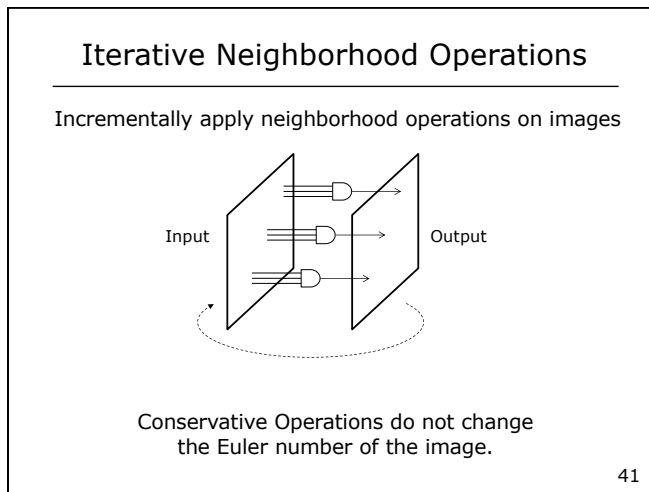 Iterative Neighborhood Operations
Incrementally apply neighborhood operations on images
Input
Output
Conservative Operations do not change
the Euler number of the image.
41